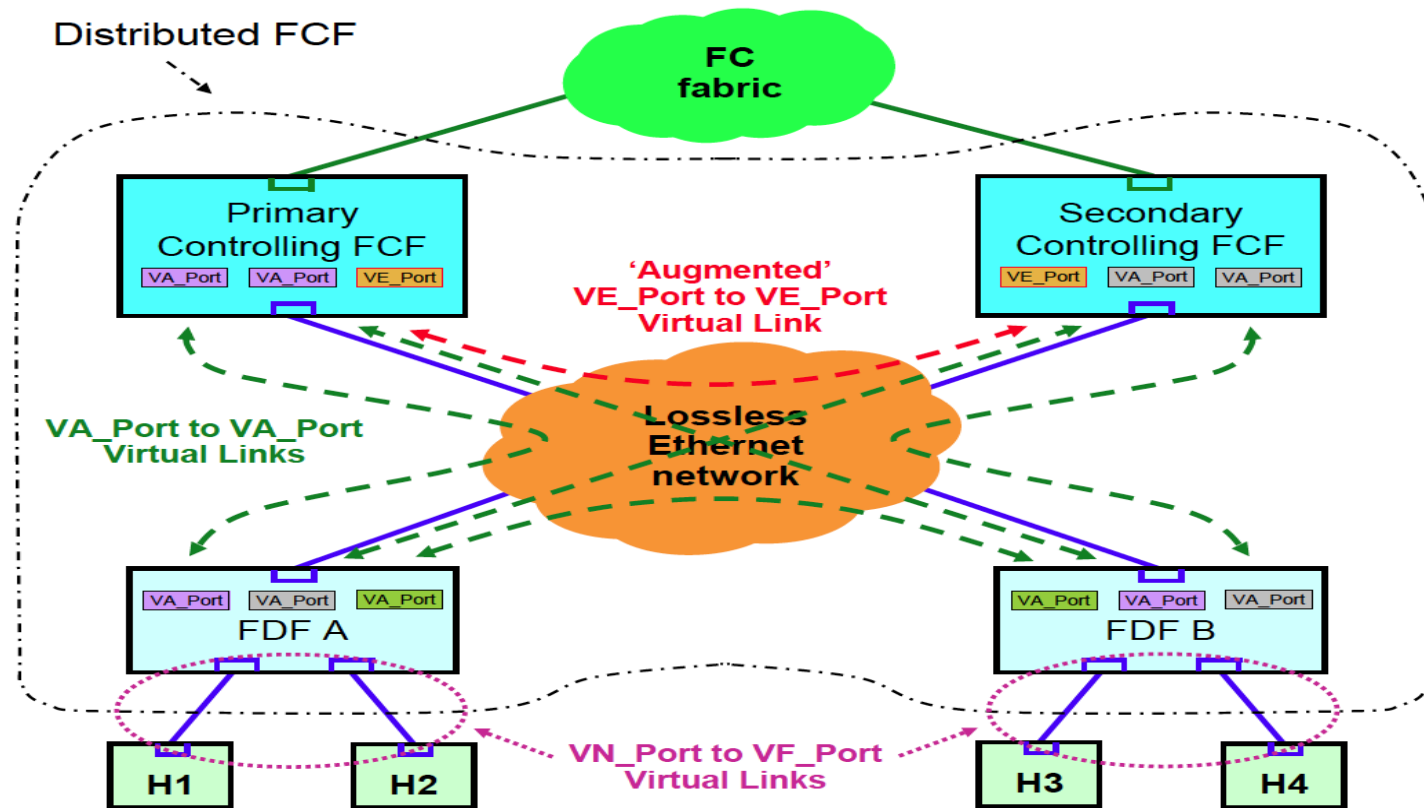 Distributed FCF
FC
fabric
Primary
Controlling FCF
VA_Port VA_Port VE_Port
Secondary
Controlling FCF
VE_Port VA_Port VA_Port
‘Augmented’
VE_Port to VE_Port
Virtual Link
VA_Port to VA_Port
Virtual Links
Lossless
Ethernet
network
VA_Port VA_Port VA_Port
FDF A
VA_Port VA_Port VA_Port
FDF B
H1
H2
VN_Port to VF_Port
Virtual Links
H3
H4